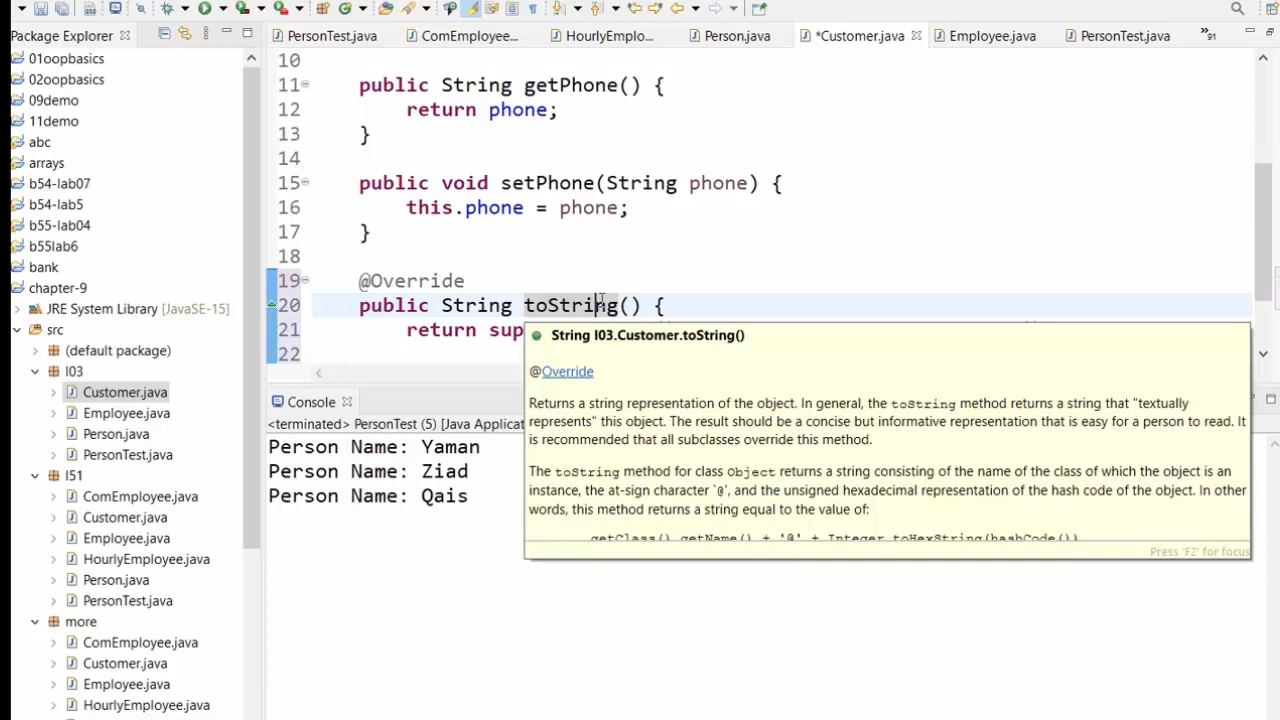 Package Explorer
PersonTest.java
ComEmployee...
HourlyEmplo...
Person.java
*Customer.java
Employee.java
PersonTest.java
91
01oopbasics
02oopbasics
09demo
11demo
abc
arrays
b54-lab07
b54-lab5
b55-lab04
b55lab6
bank
chapter-9
JRE System Library [JavaSE-15]
src
(default package)
l03
Customer.java
Employee.java
Person.java
PersonTest.java
l51
ComEmployee.java
Customer.java
Employee.java
HourlyEmployee.java
Person.java
PersonTest.java
more
ComEmployee.java
Customer.java
Employee.java
HourlyEmployee.java
10
11 public String getPhone() {
12 return phone;
13 }
14
15 public void setPhone(String phone) {
16 this.phone = phone;
17 }
18
19 @Override
20 public String toString() {
21 return sup
22
String l03.Customer.toString()
@Override
Returns a string representation of the object. In general, the toString method returns a string that "textually
represents" this object. The result should be a concise but informative representation that is easy for a person to read. It
is recommended that all subclasses override this method.
The toString method for class Object returns a string consisting of the name of the class of which the object is an
instance, the at-sign character `@', and the unsigned hexadecimal representation of the hash code of the object. In other
words, this method returns a string equal to the value of:
getClass().getName() + '@' + Integer.toHexString(hashCode())
Press 'F2' for focus
Console
<terminated> PersonTest (5) [Java Applicat
Person Name: Yaman
Person Name: Ziad
Person Name: Qais